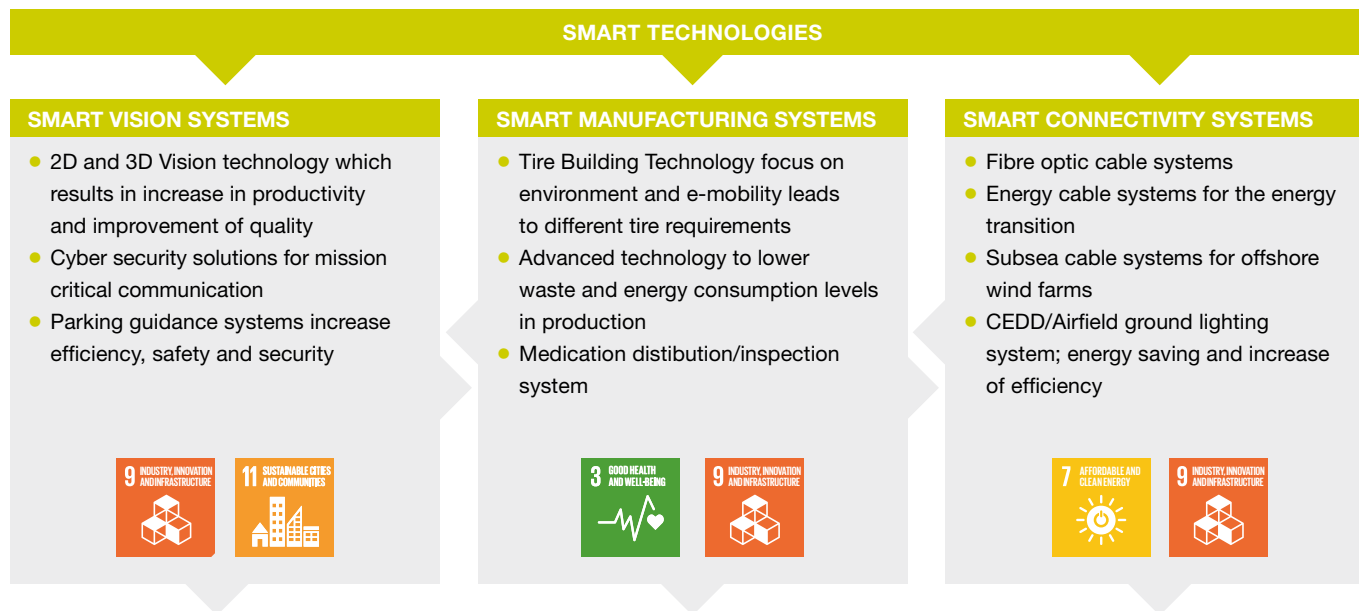 SMART TECHNOLOGIES
SMART VISION SYSTEMS
2D and 3D Vision technology which
results in increase in productivity
and improvement of quality
Cyber security solutions for mission
critical communication
Parking guidance systems increase
efficiency, safety and security
9 INDUSTRY, INNOVATION
AND INFRASTRUCTURE
11 SUSTAINABLE CITIES
AND COMMUNITIES
SMART MANUFACTURING SYSTEMS
Tire Building Technology focus on
environment and e-mobility leads
to different tire requirements
Advanced technology to lower
waste and energy consumption levels
in production
Medication distibution/inspection
system
3 GOOD HEALTH
AND WELL-BEING
9 INDUSTRY, INNOVATION
AND INFRASTRUCTURE
SMART CONNECTIVITY SYSTEMS
Fibre optic cable systems
Energy cable systems for the energy
transition
Subsea cable systems for offshore
wind farms
CEDD/Airfield ground lighting
system; energy saving and increase
of efficiency
7 AFFORDABLE AND
CLEAN ENERGY
9 INDUSTRY, INNOVATION
AND INFRASTRUCTURE